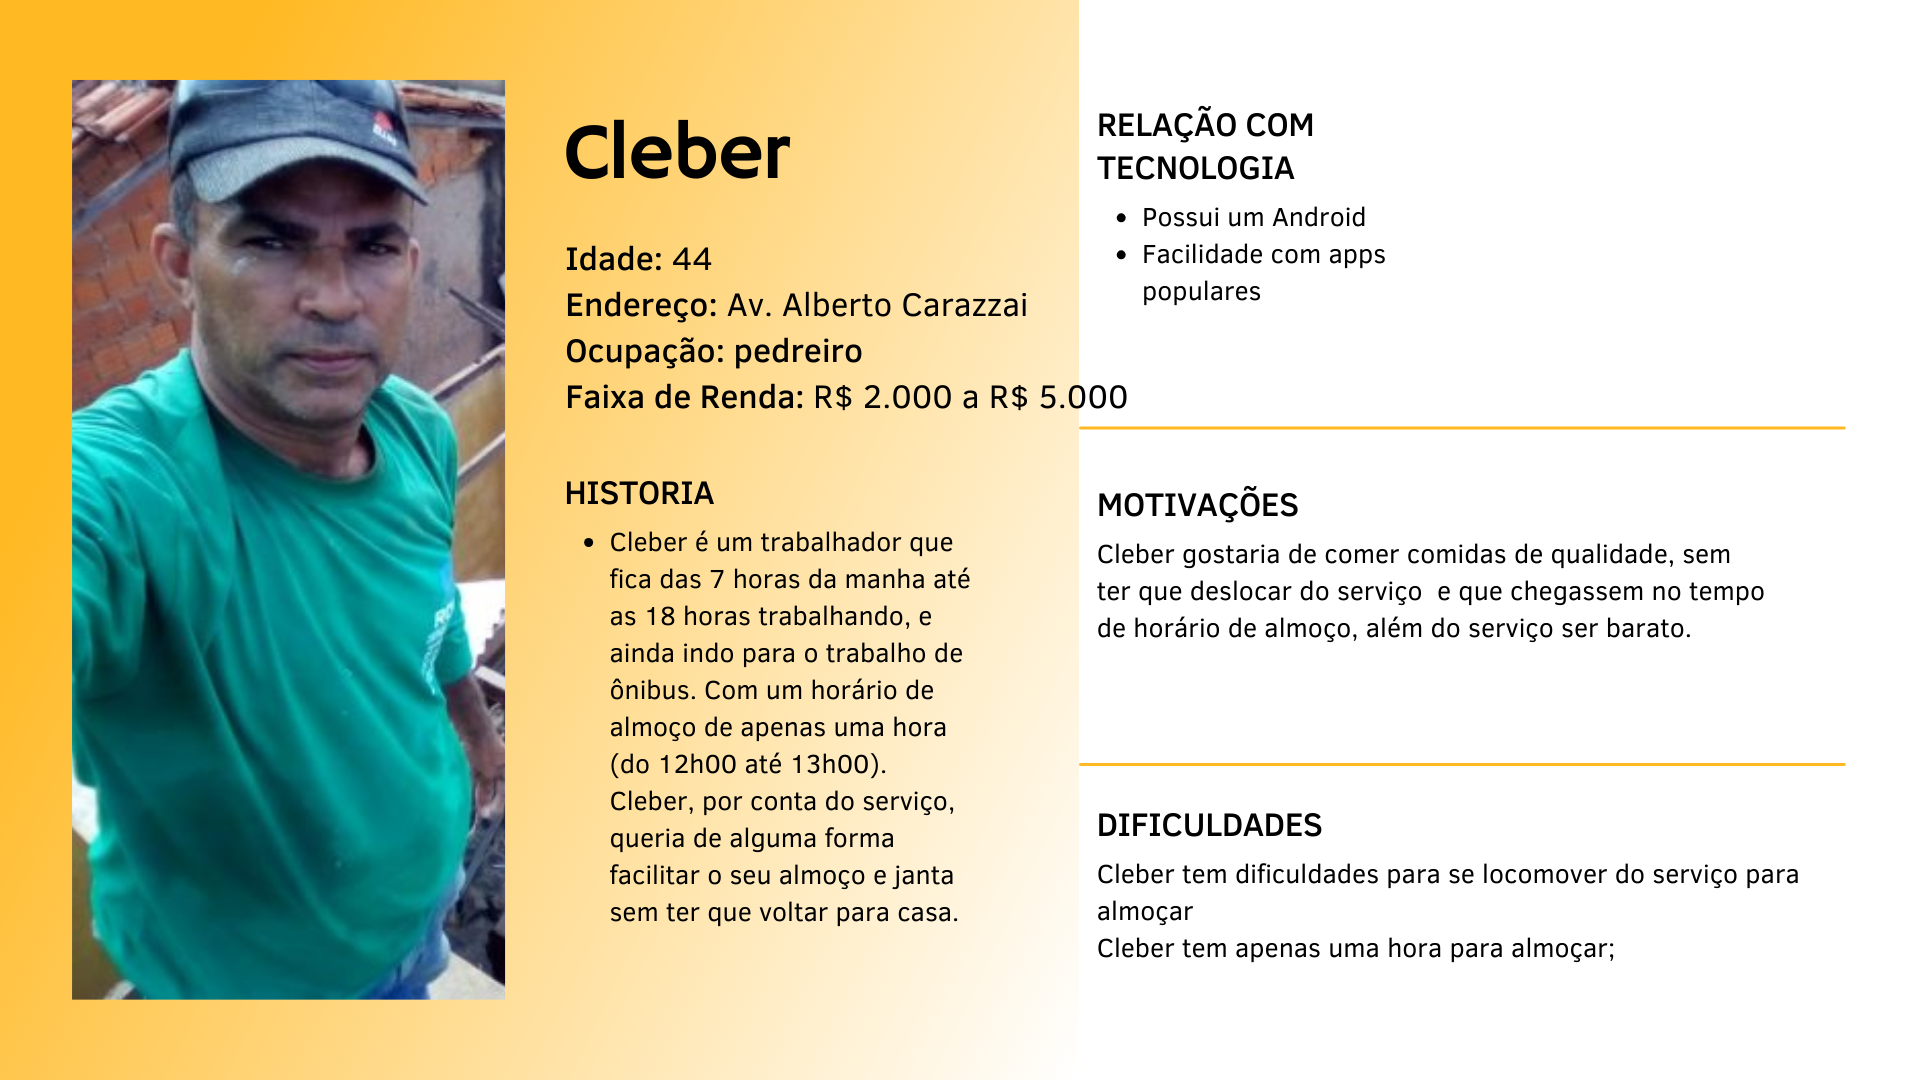 Cleber
Idade: 44
Endereço: Av. Alberto Carazzai
Ocupação: pedreiro
Faixa de Renda: R$ 2.000 a R$ 5.000
HISTORIA
• Cleber é um trabalhador que
fica das 7 horas da manha até
as 18 horas trabalhando, e
ainda indo para o trabalho de
ônibus. Com um horário de
almoço de apenas uma hora
(do 12h00 até 13h00).
Cleber, por conta do serviço,
queria de alguma forma
facilitar o seu almoço e janta
sem ter que voltar para casa.
RELAÇÃO COM
TECNOLOGIA
• Possui um Android
• Facilidade com apps
populares
MOTIVAÇÕES
Cleber gostaria de comer comidas de qualidade, sem
ter que deslocar do serviço  e que chegassem no tempo
de horário de almoço, além do serviço ser barato.
DIFICULDADES
Cleber tem dificuldades para se locomover do serviço para
almoçar
Cleber tem apenas uma hora para almoçar;